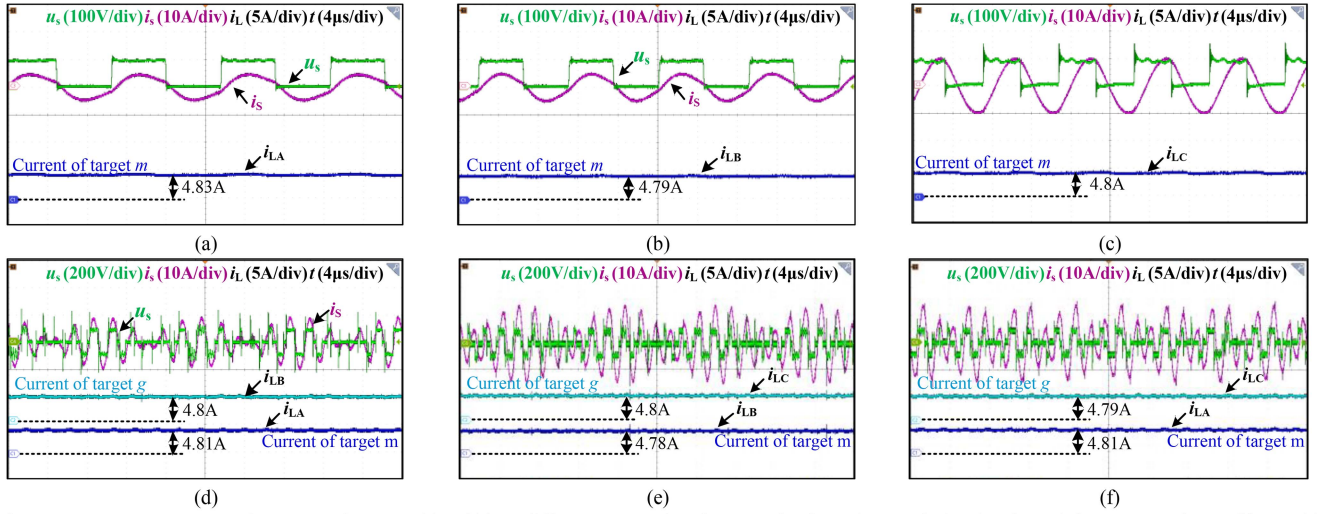 us (100V/div) is (10A/div) iL (5A/div) t (4μs/div)
us
is
iLA
Current of target m
4.83A
(a)
us (100V/div) is (10A/div) iL (5A/div) t (4μs/div)
us
is
iLB
Current of target m
4.79A
(b)
us (100V/div) is (10A/div) iL (5A/div) t (4μs/div)
iLC
Current of target m
4.8A
(c)
us (200V/div) is (10A/div) iL (5A/div) t (4μs/div)
us
is
Current of target g
iLB
4.8A
iLA
4.81A
Current of target m
(d)
us (200V/div) is (10A/div) iL (5A/div) t (4μs/div)
Current of target g
iLC
4.8A
iLB
4.78A
Current of target m
(e)
us (200V/div) is (10A/div) iL (5A/div) t (4μs/div)
Current of target g
iLC
4.79A
iLA
4.81A
Current of target m
(f)